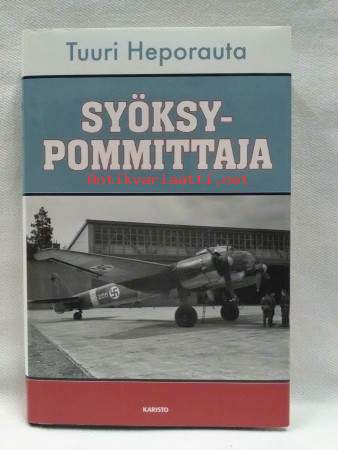 Tuuri Heporauta
SYÖKSY-
POMMITTAJA
Antikvariaatti.net
KARISTO